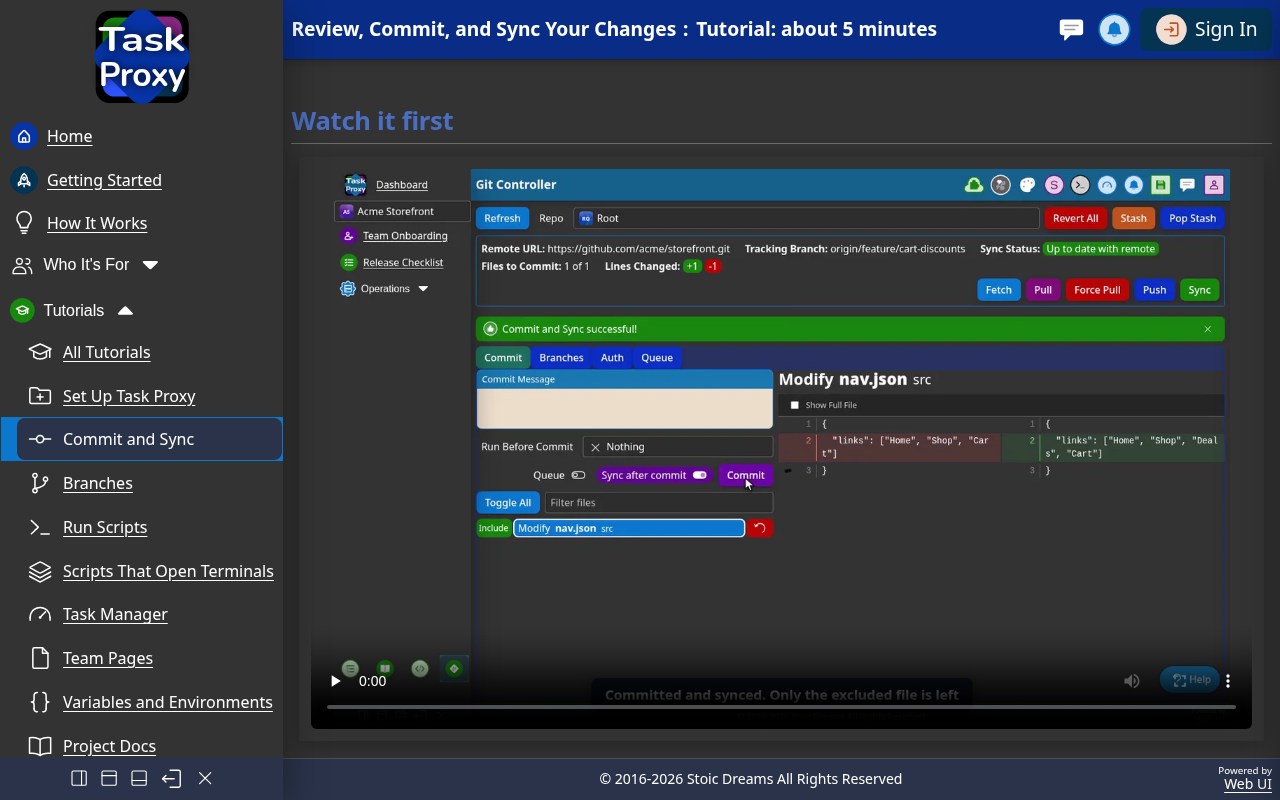 Task
Proxy
Review, Commit, and Sync Your Changes : Tutorial: about 5 minutes
Sign In
Home
Getting Started
How It Works
Who It's For
Tutorials
All Tutorials
Set Up Task Proxy
Commit and Sync
Branches
Run Scripts
Scripts That Open Terminals
Task Manager
Team Pages
Variables and Environments
Project Docs
Watch it first
Task
Proxy
Dashboard
AS Acme Storefront
Team Onboarding
Release Checklist
Operations
Git Controller
S
Refresh Repo Root Revert All Stash Pop Stash
Remote URL: https://github.com/acme/storefront.git Tracking Branch: origin/feature/cart-discounts Sync Status: Up to date with remote
Files to Commit: 1 of 1 Lines Changed: +1 -1
Fetch Pull Force Pull Push Sync
Commit and Sync successful!
Commit Branches Auth Queue
Commit Message
Run Before Commit Nothing
Queue Sync after commit Commit
Toggle All Filter files
Include Modify nav.json src
Modify nav.json src
Show Full File
1 { 1 {
2 "links": ["Home", "Shop", "Car 2 "links": ["Home", "Shop", "Deal
t"] s", "Cart"]
3 } 3 }
0:00
Committed and synced. Only the excluded file is left
Help
© 2016-2026 Stoic Dreams All Rights Reserved
Powered by
Web UI